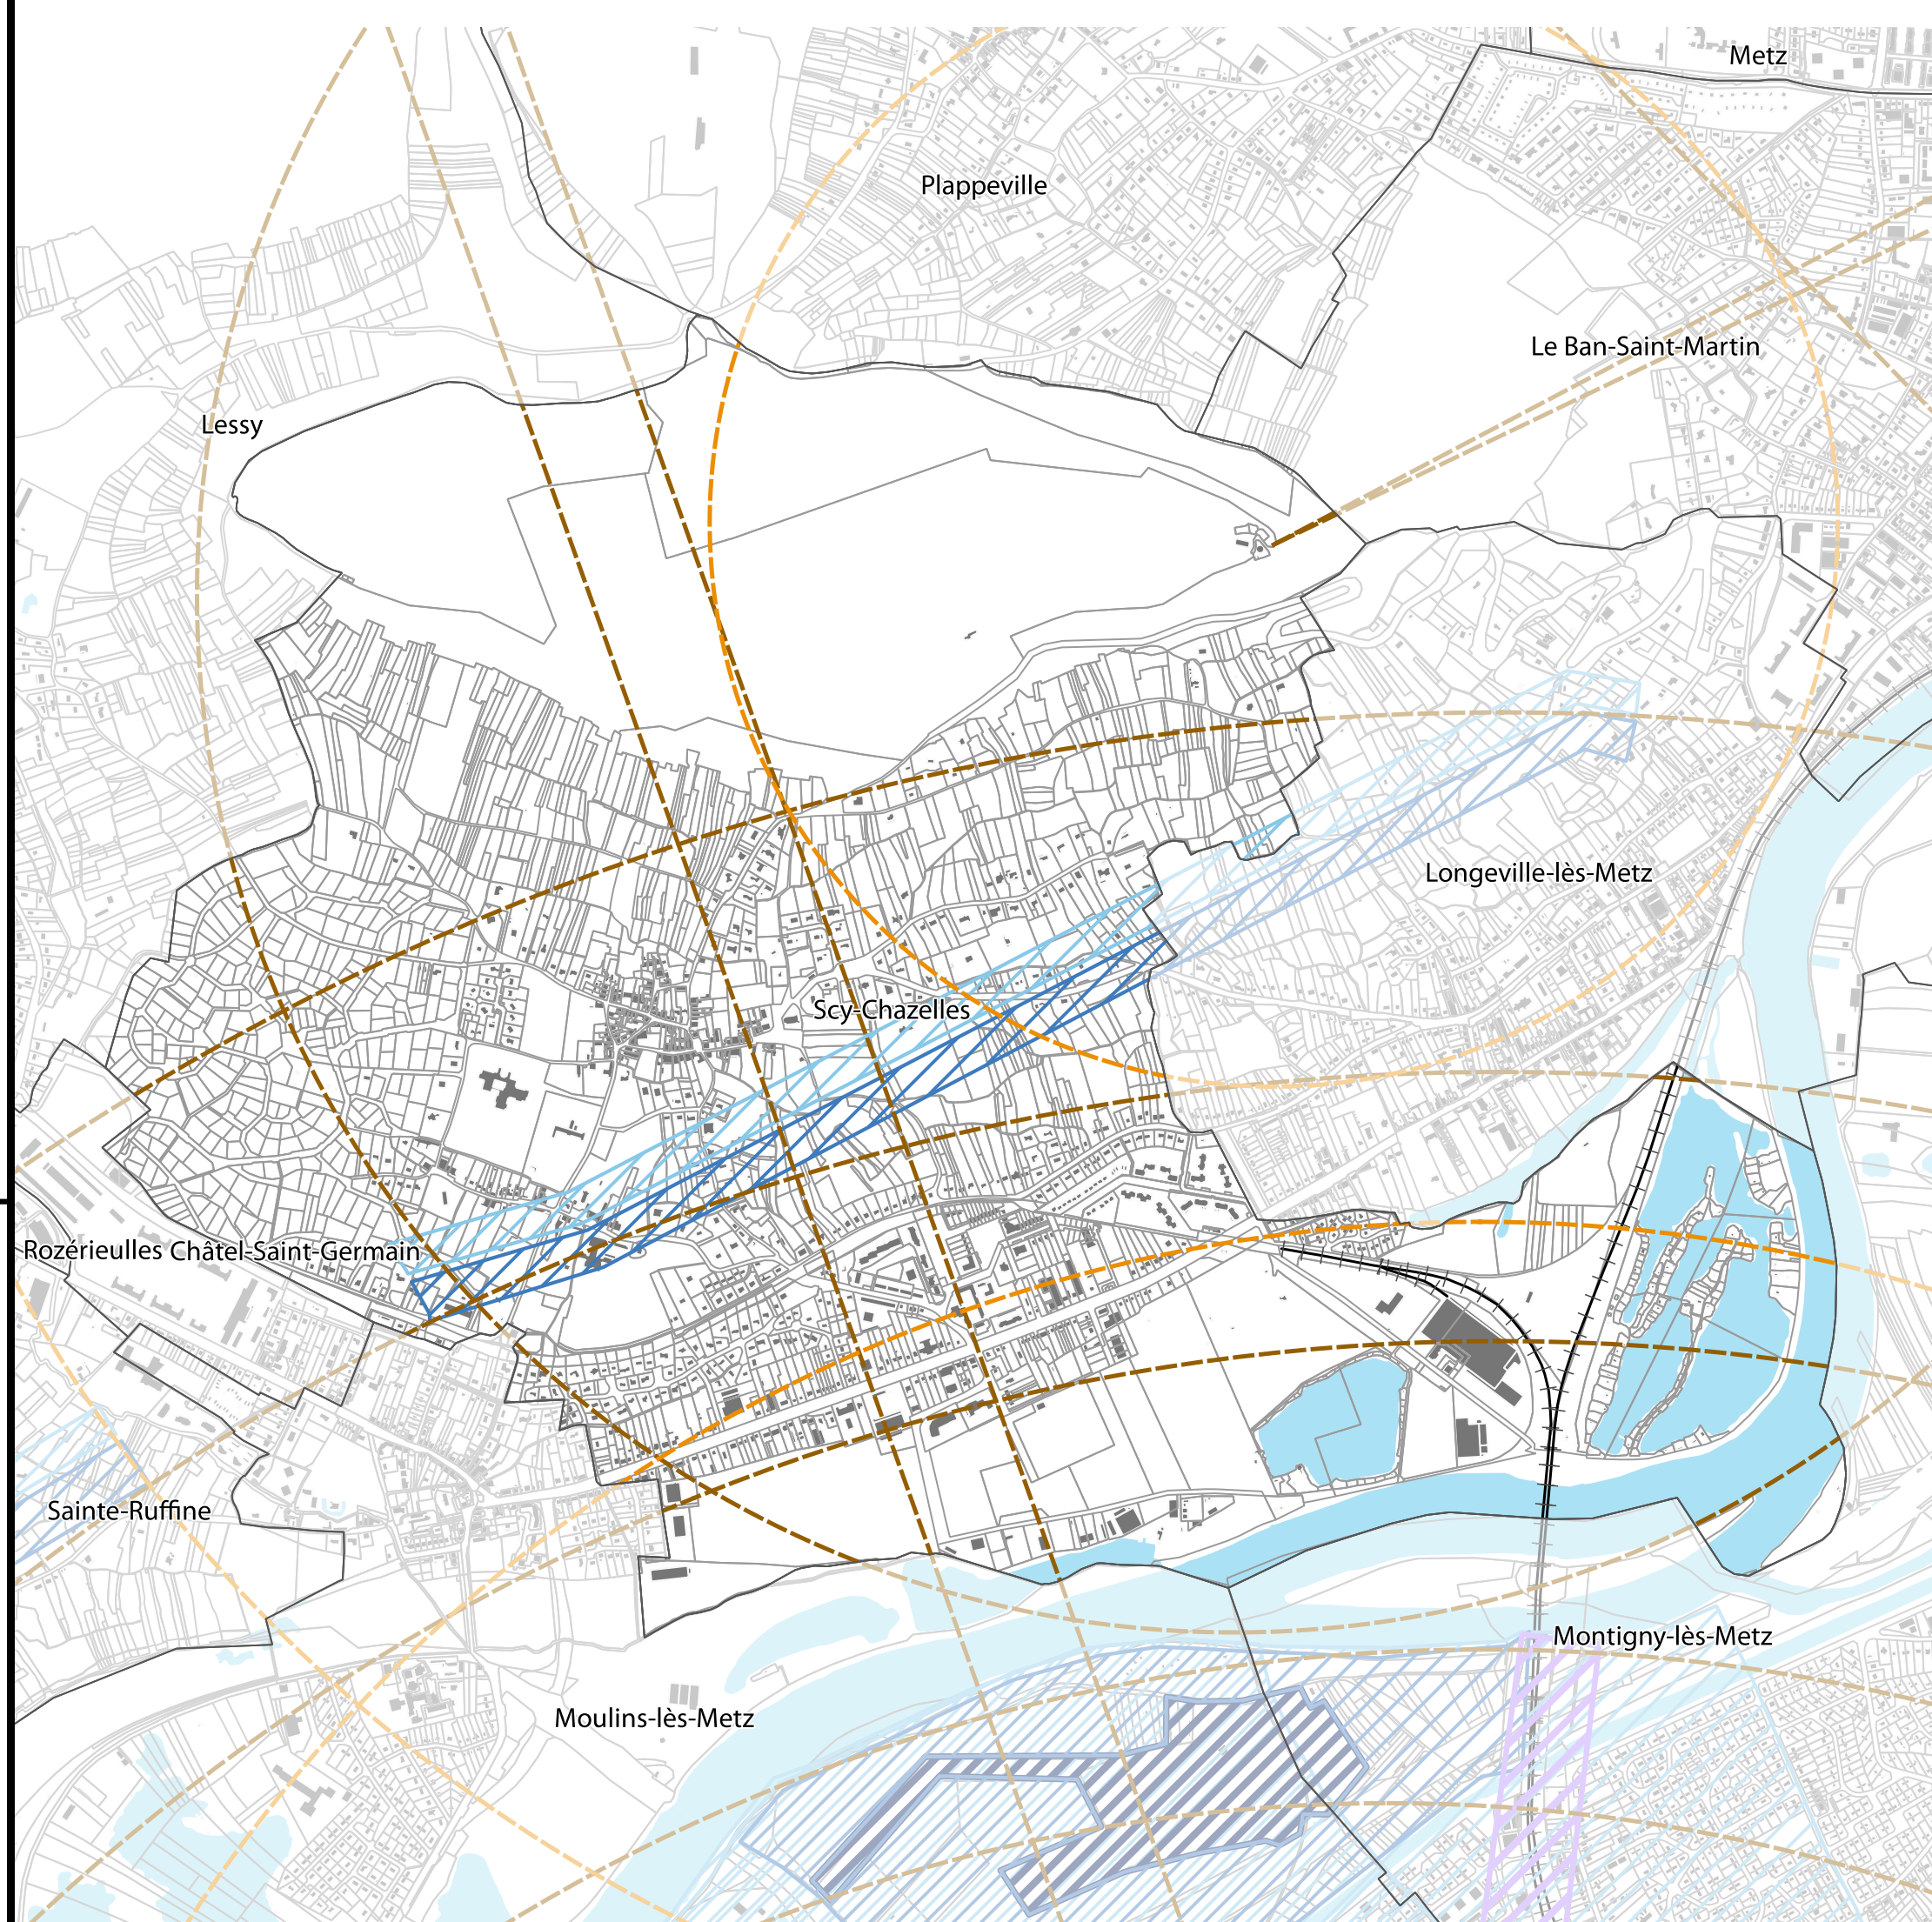 Metz
Plappeville
Le Ban-Saint-Martin
Lessy
Longeville-lès-Metz
Scy-Chazelles
Rozérieulles Châtel-Saint-Germain
Sainte-Ruffine
Montigny-lès-Metz
Moulins-lès-Metz